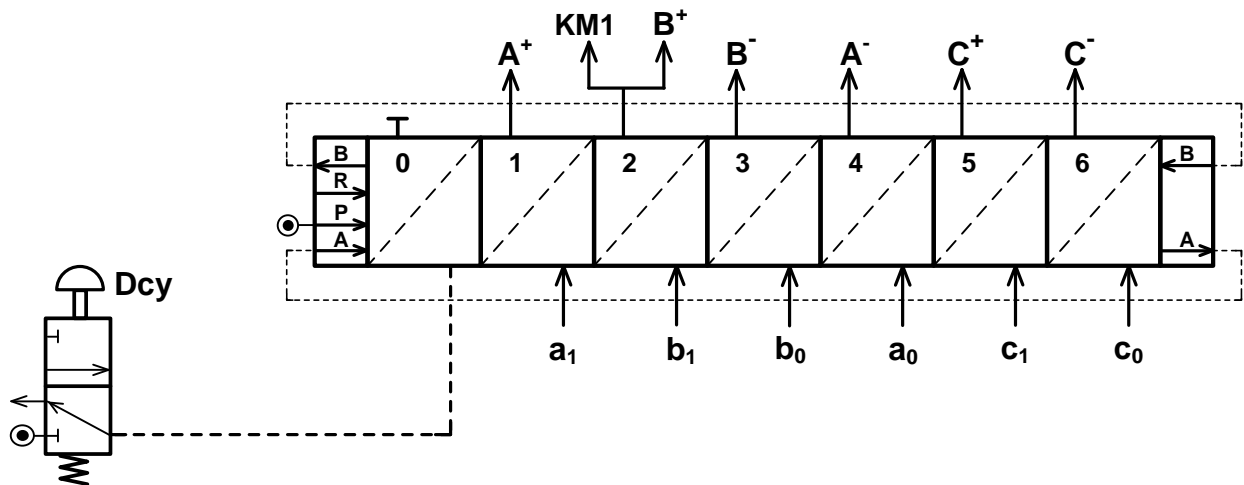 KM1 B⁺
A⁺ B⁻ A⁻ C⁺ C⁻
0 1 2 3 4 5 6
B B
R
P
A A
Dcy
a₁ b₁ b₀ a₀ c₁ c₀